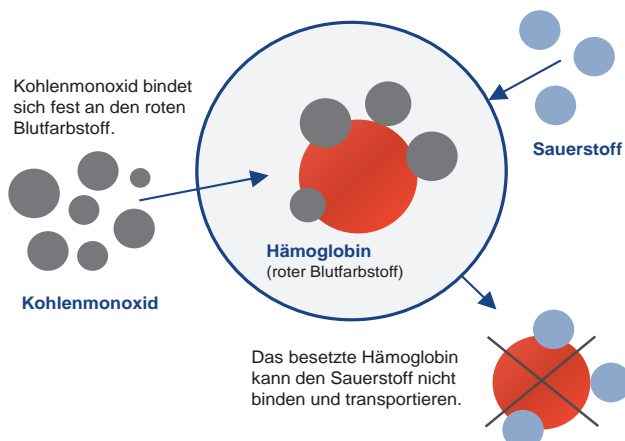 Kohlenmonoxid bindet
sich fest an den roten
Blutfarbstoff.
Sauerstoff
Hämoglobin
(roter Blutfarbstoff)
Kohlenmonoxid
Das besetzte Hämoglobin
kann den Sauerstoff nicht
binden und transportieren.